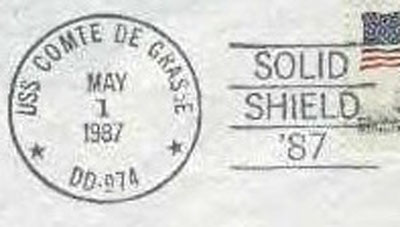 USS COMTE DE GRASSE
MAY
1
1987
DD-974
SOLID
SHIELD
'87